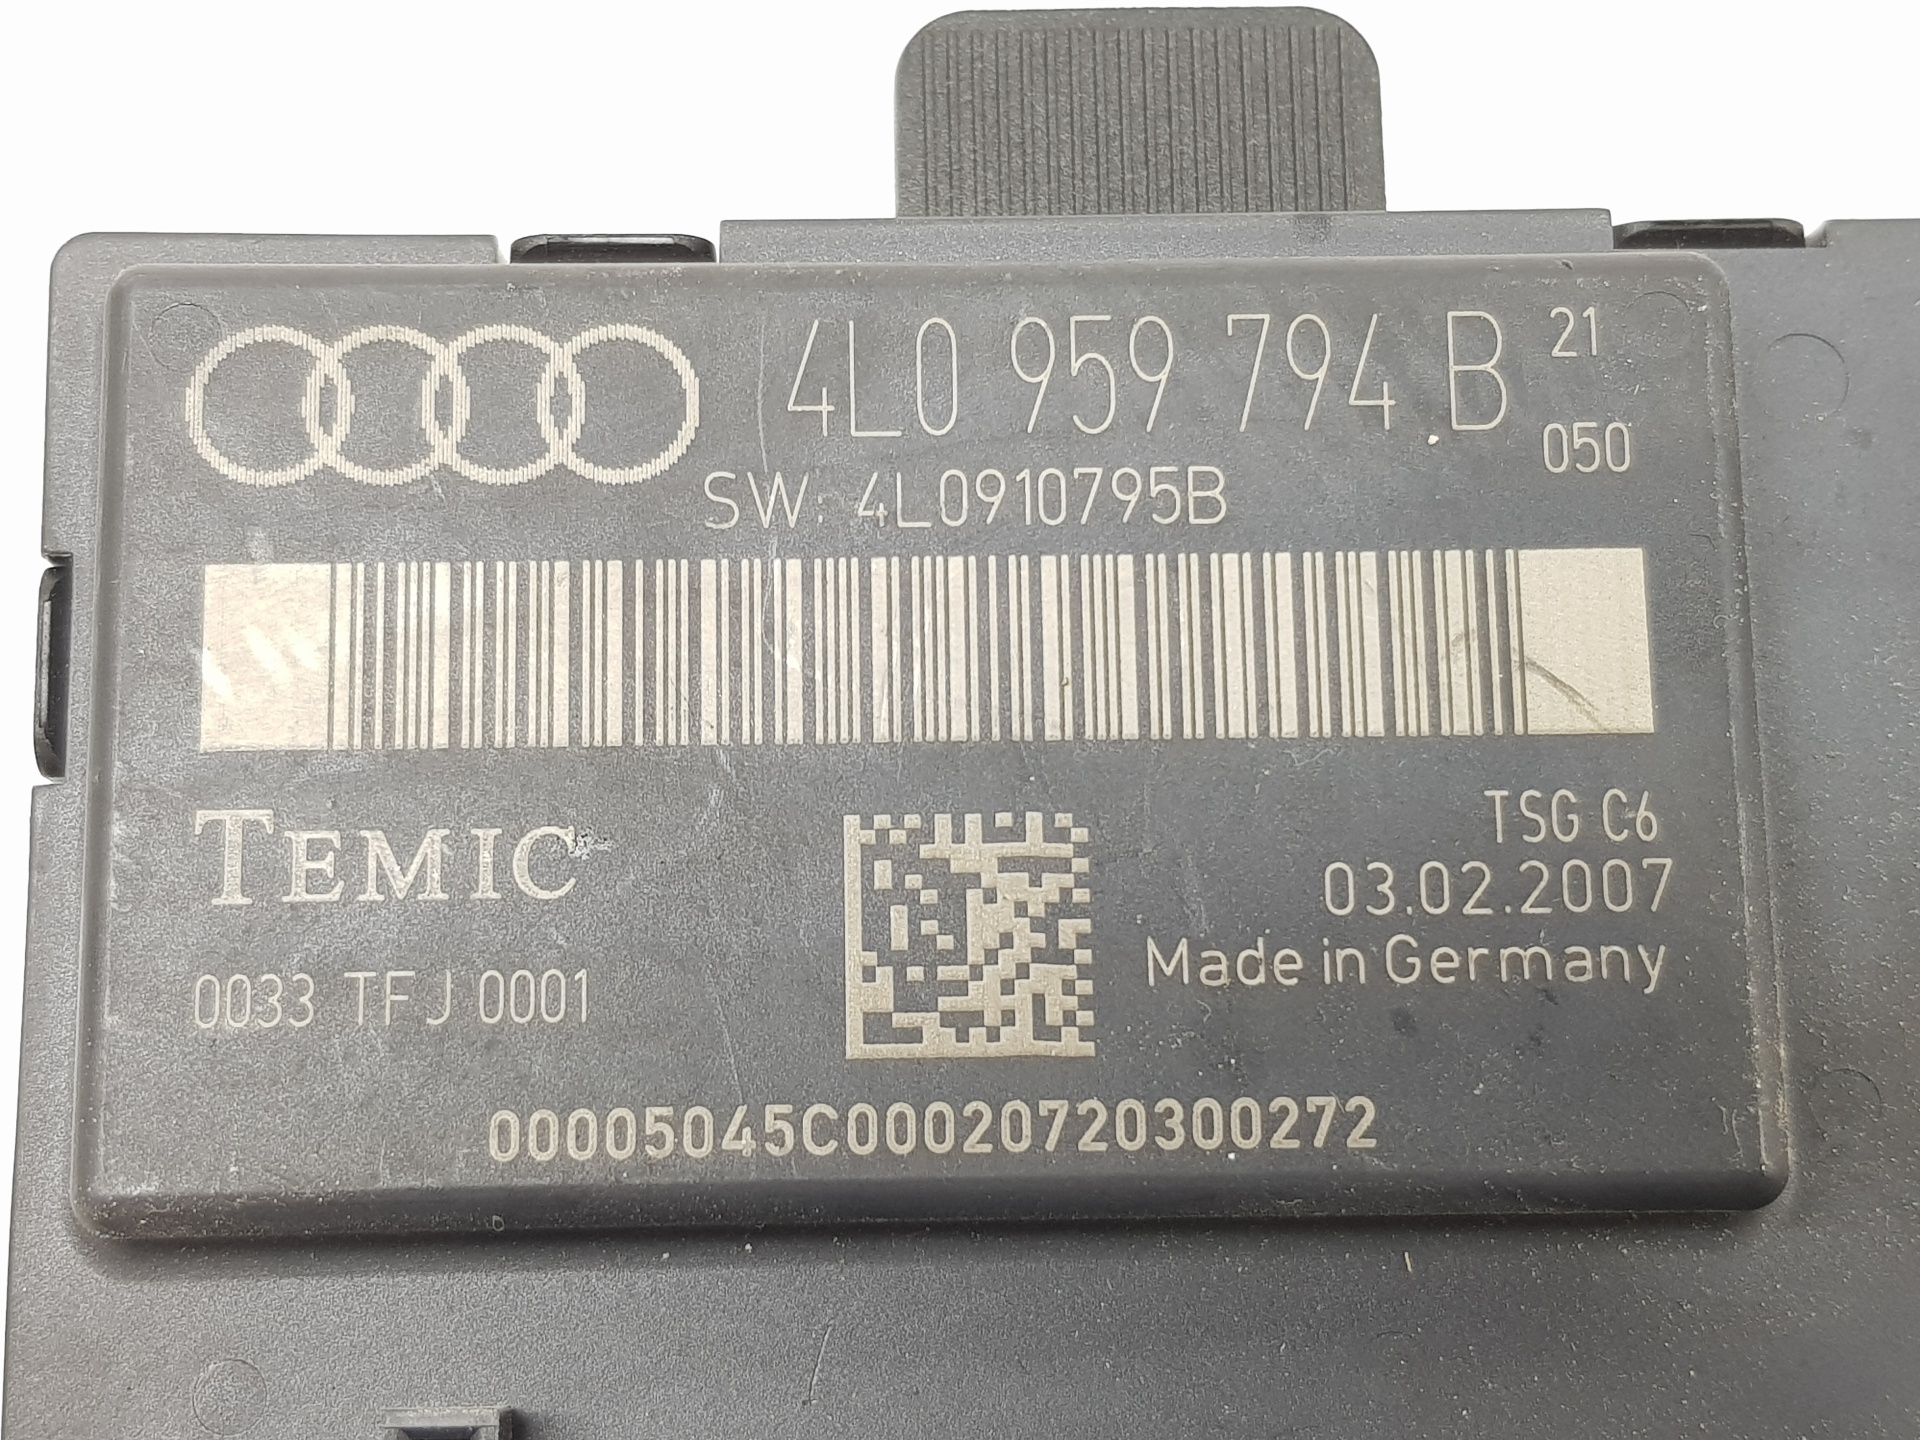 4L0 959 794 B 21
050
SW: 4L0910795B
TEMIC
TSG C6
03.02.2007
Made in Germany
0033 TFJ 0001
00005045C00020720300272